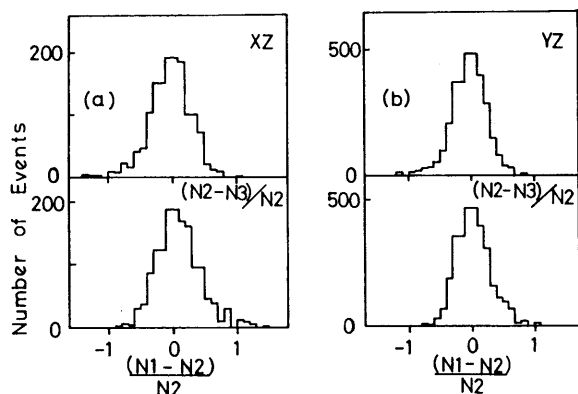 200
XZ
(a)
0
(N2-N3)/N2
200
0
-1 0 1
(N1-N2)
N2
Number of Events
500
YZ
(b)
0
(N2-N3)/N2
500
0
-1 0 1
(N1-N2)
N2